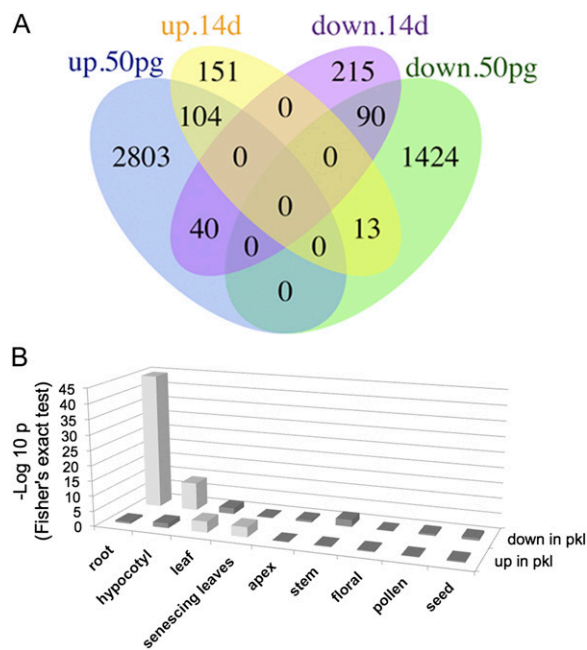 A
up.14d down.14d
up.50pg down.50pg
151 215
104 0 90
2803 0 0 1424
0
40 13
0 0
0
B
-Log 10 p
(Fisher's exact test)
45
40
35
30
25
20
15
10
5
0
root
hypocotyl
leaf
senescing leaves
apex
stem
floral
pollen
seed
down in pkl
up in pkl